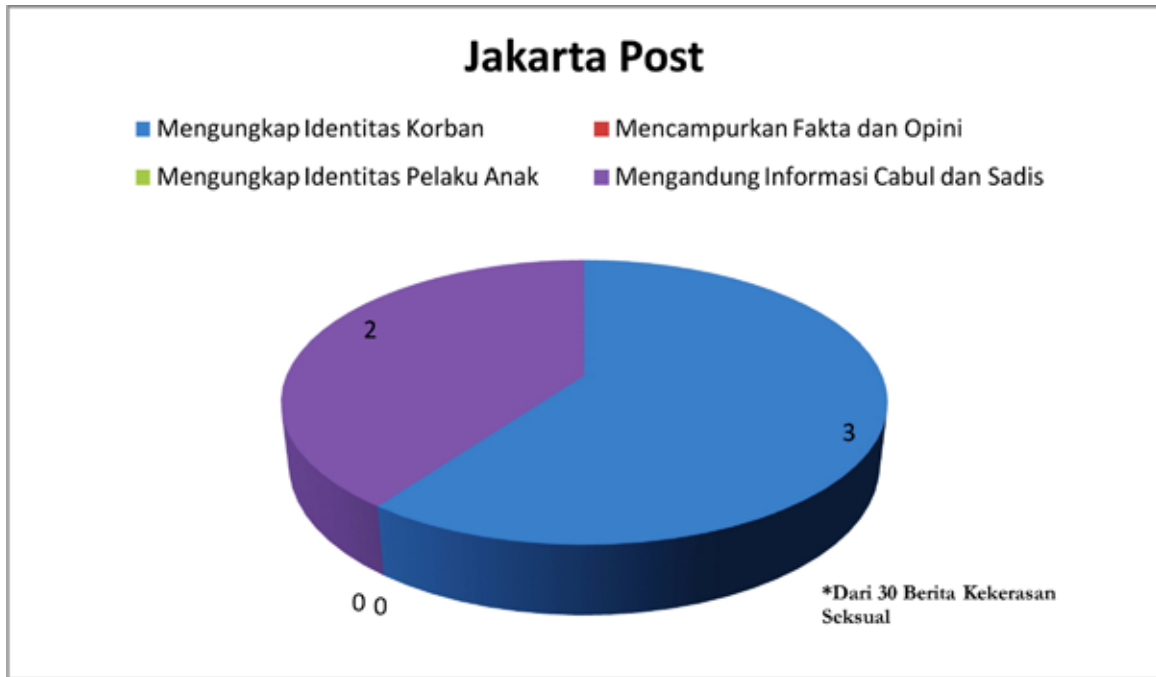 Jakarta Post
Mengungkap Identitas Korban
Mencampurkan Fakta dan Opini
Mengungkap Identitas Pelaku Anak
Mengandung Informasi Cabul dan Sadis
2
3
0 0
*Dari 30 Berita Kekerasan
Seksual